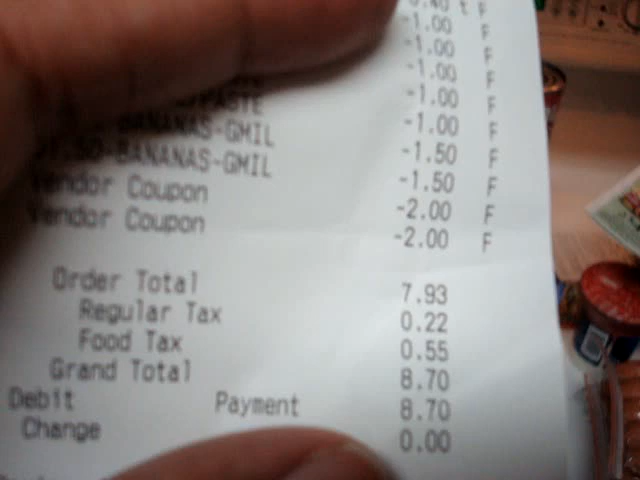 -1.00 F
-1.00 F
-1.00 F
-1.00 F
PASTE -1.00 F
BANANAS-GMIL -1.50 F
BANANAS-GMIL -1.50 F
Vendor Coupon -2.00 F
Vendor Coupon -2.00 F
Order Total 7.93
Regular Tax 0.22
Food Tax 0.55
Grand Total 8.70
Debit Payment 8.70
Change 0.00